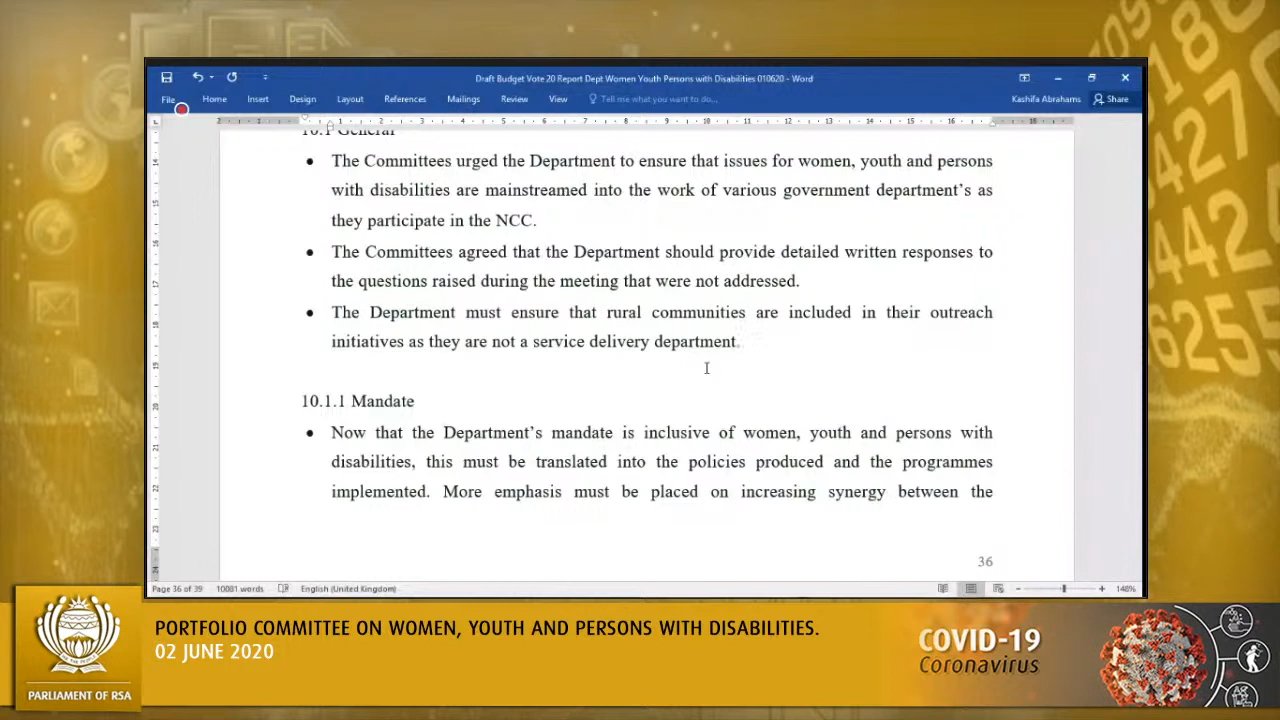 Draft Budget Vote 20 Report Dept Women Youth Persons with Disabilities 010620 - Word
File Home Insert Design Layout References Mailings Review View Tell me what you want to do... Kashifa Abrahams Share
10.1 General
• The Committees urged the Department to ensure that issues for women, youth and persons
with disabilities are mainstreamed into the work of various government department's as
they participate in the NCC.
• The Committees agreed that the Department should provide detailed written responses to
the questions raised during the meeting that were not addressed.
• The Department must ensure that rural communities are included in their outreach
initiatives as they are not a service delivery department.
10.1.1 Mandate
• Now that the Department's mandate is inclusive of women, youth and persons with
disabilities, this must be translated into the policies produced and the programmes
implemented. More emphasis must be placed on increasing synergy between the
36
Page 36 of 39 10081 words English (United Kingdom) 148%
PORTFOLIO COMMITTEE ON WOMEN, YOUTH AND PERSONS WITH DISABILITIES.
02 JUNE 2020
COVID-19
Coronavirus
PARLIAMENT OF RSA